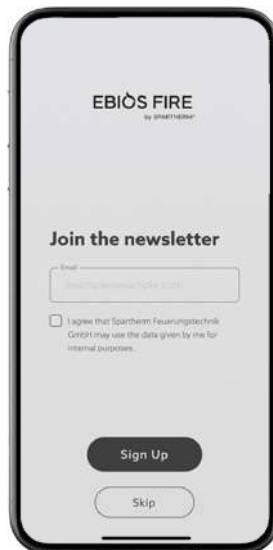 EBIOS FIRE
by SPARTHERM®
Join the newsletter
Email
example@example.com
I agree that Spartherm Feuerungstechnik
GmbH may use the data given by me for
internal purposes.
Sign Up
Skip